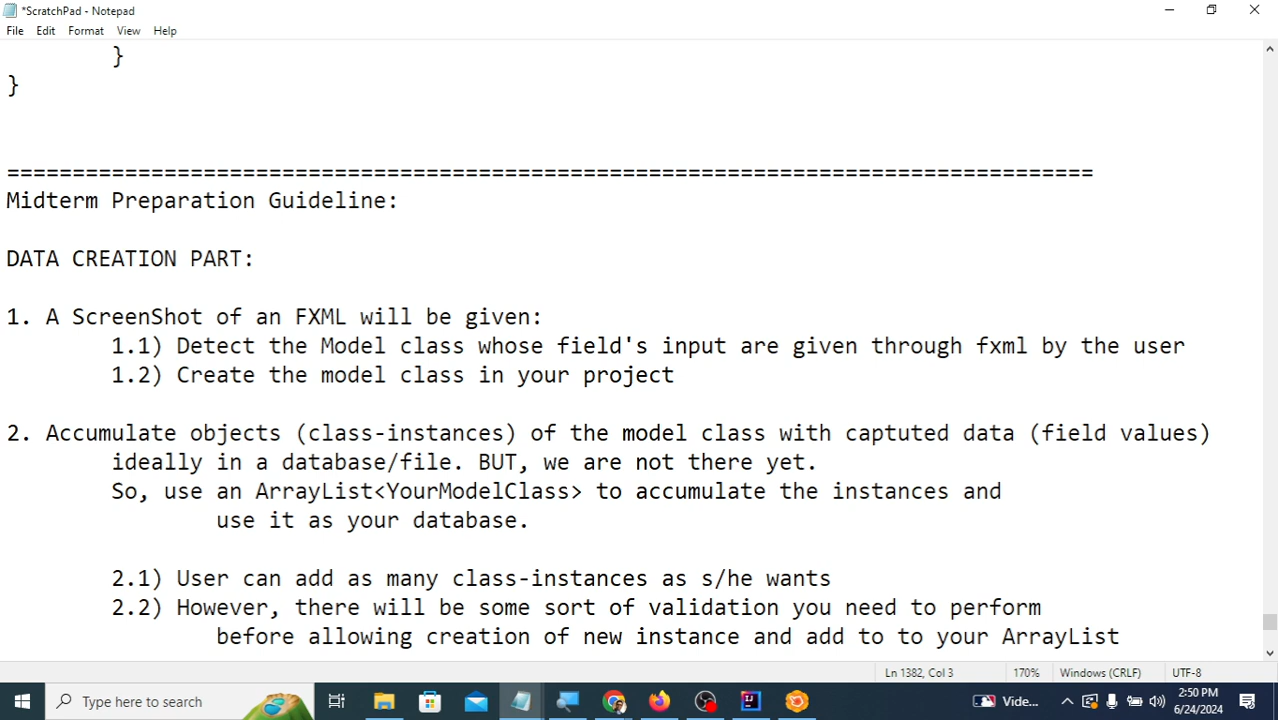 *ScratchPad - Notepad
File Edit Format View Help
}
}
=====================================================================================
Midterm Preparation Guideline:
DATA CREATION PART:
1. A ScreenShot of an FXML will be given:
1.1) Detect the Model class whose field's input are given through fxml by the user
1.2) Create the model class in your project
2. Accumulate objects (class-instances) of the model class with captuted data (field values)
ideally in a database/file. BUT, we are not there yet.
So, use an ArrayList<YourModelClass> to accumulate the instances and
use it as your database.
2.1) User can add as many class-instances as s/he wants
2.2) However, there will be some sort of validation you need to perform
before allowing creation of new instance and add to to your ArrayList
Ln 1382, Col 3 170% Windows (CRLF) UTF-8
Type here to search Vide... 2:50 PM
6/24/2024